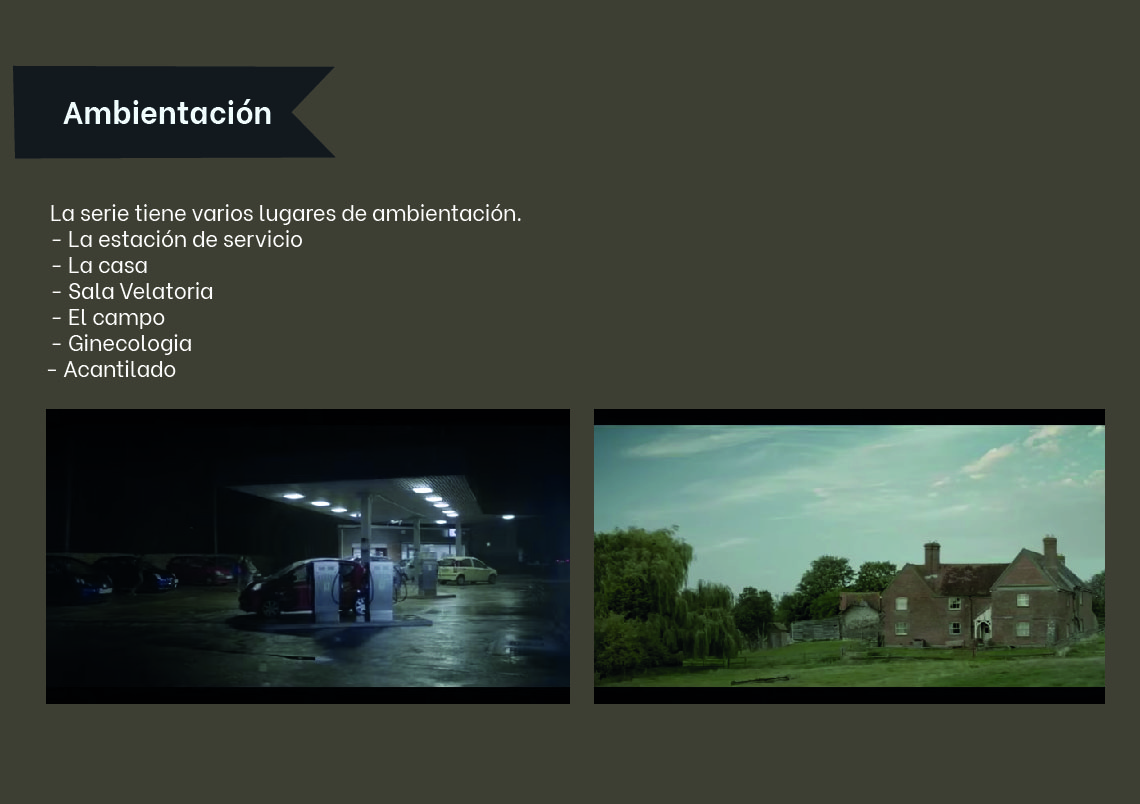 Ambientación
La serie tiene varios lugares de ambientación.
- La estación de servicio
- La casa
- Sala Velatoria
- El campo
- Ginecologia
- Acantilado